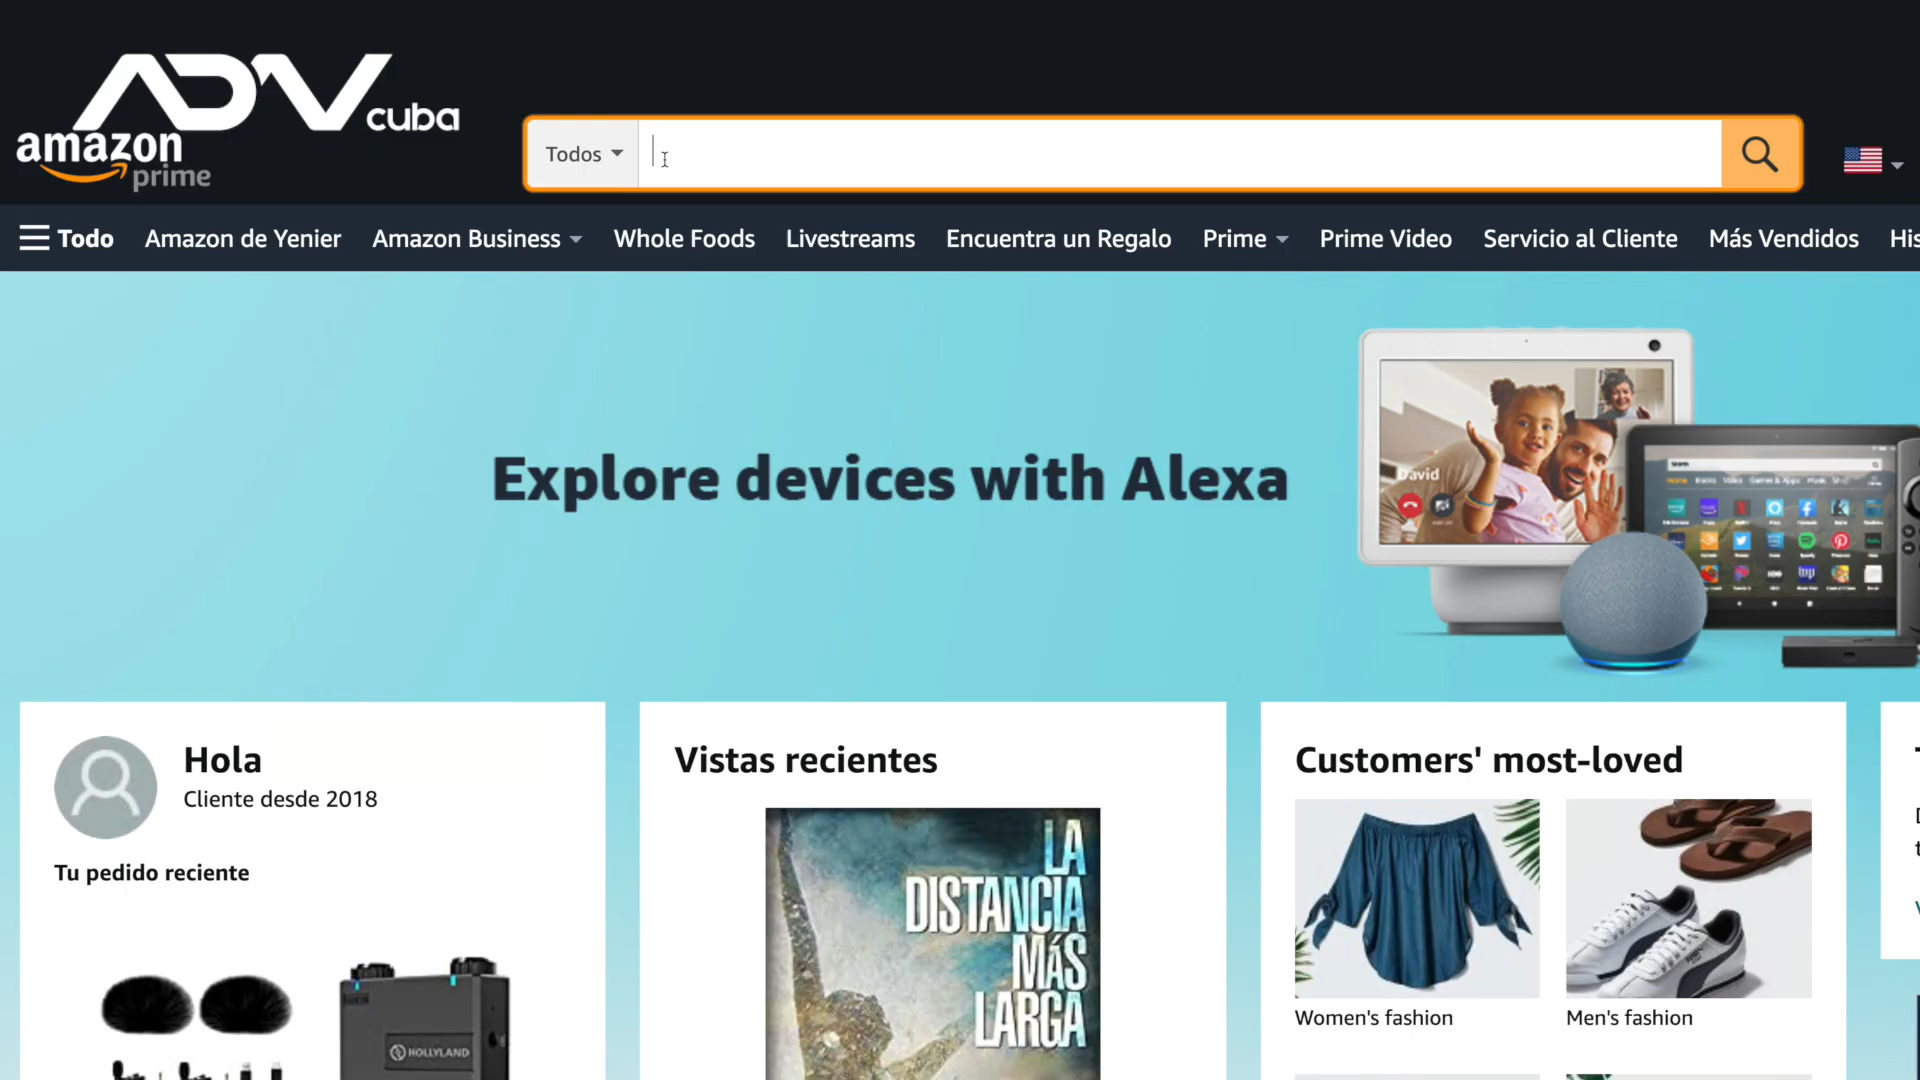 ADV cuba
amazon
prime
Todos
Todo
Amazon de Yenier
Amazon Business
Whole Foods
Livestreams
Encuentra un Regalo
Prime
Prime Video
Servicio al Cliente
Más Vendidos
His
Explore devices with Alexa
David
Hola
Cliente desde 2018
Tu pedido reciente
HOLLYLAND
Vistas recientes
LA
DISTANCIA
MÁS
LARGA
Customers' most-loved
Women's fashion
Men's fashion